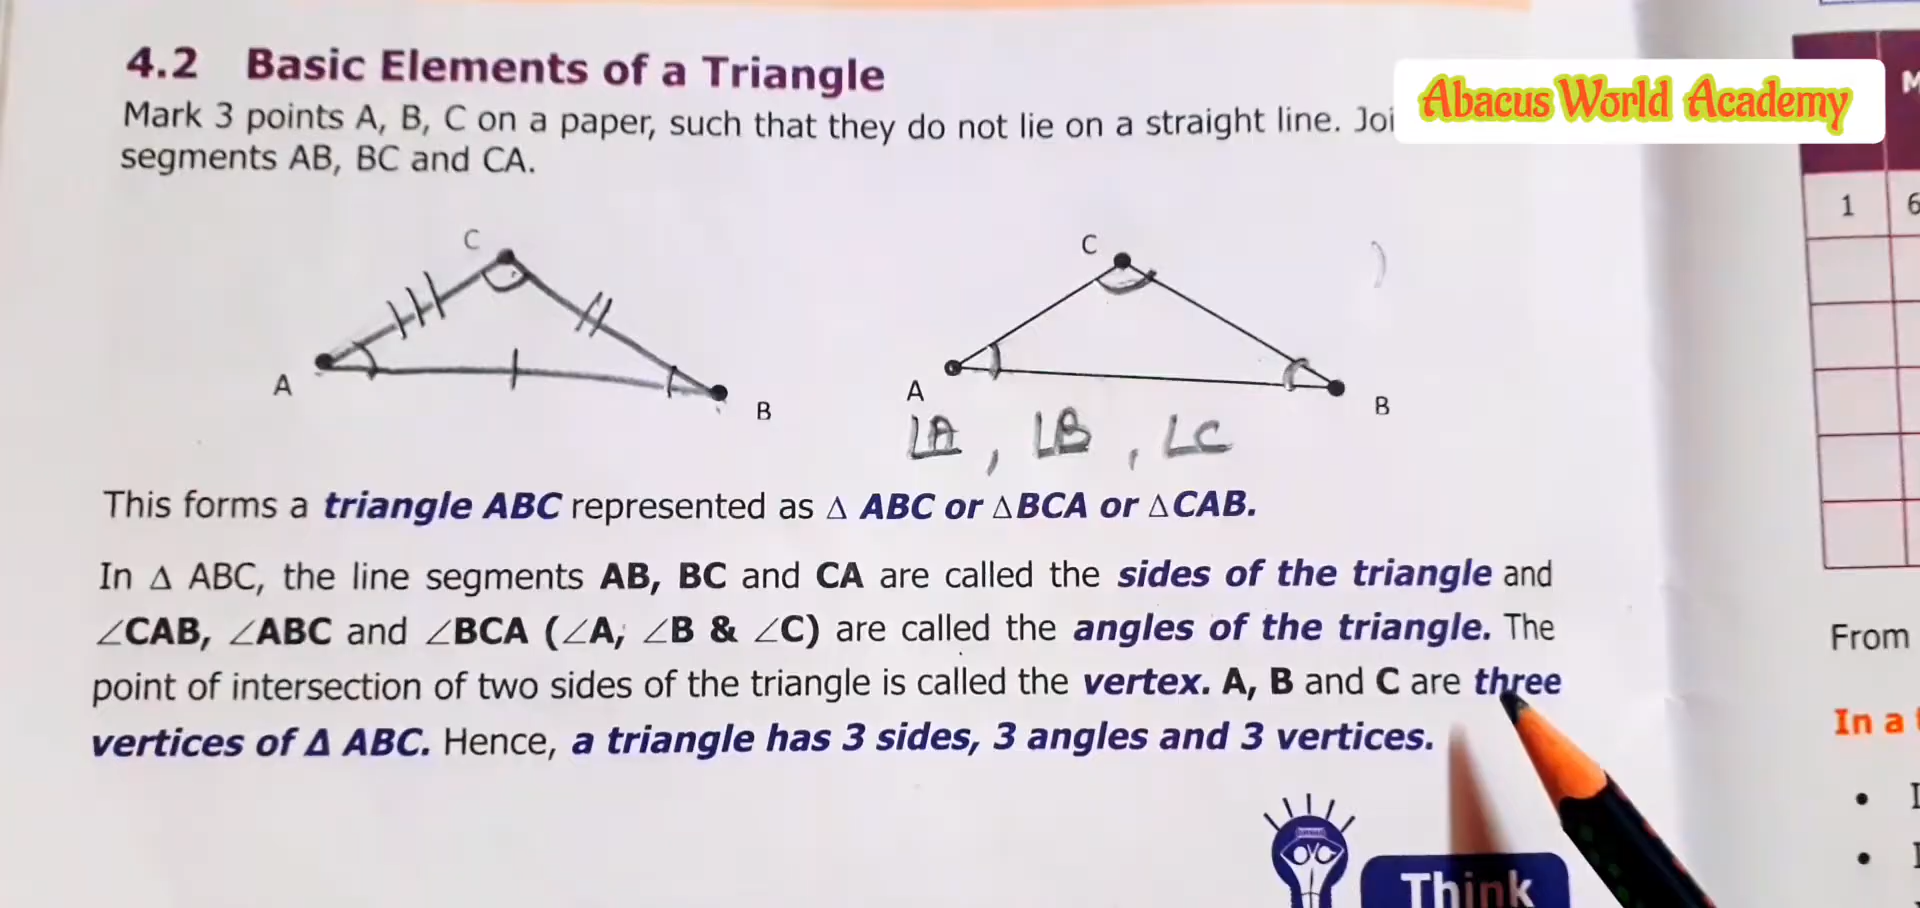 4.2 Basic Elements of a Triangle
Abacus World Academy
Mark 3 points A, B, C on a paper, such that they do not lie on a straight line. Joi
segments AB, BC and CA.
C
A
B
C
A
B
∠A , ∠B , ∠C
This forms a triangle ABC represented as Δ ABC or ΔBCA or ΔCAB.
In Δ ABC, the line segments AB, BC and CA are called the sides of the triangle and
∠CAB, ∠ABC and ∠BCA (∠A, ∠B & ∠C) are called the angles of the triangle. The
point of intersection of two sides of the triangle is called the vertex. A, B and C are three
vertices of Δ ABC. Hence, a triangle has 3 sides, 3 angles and 3 vertices.
Think
M
1 6
From
In a